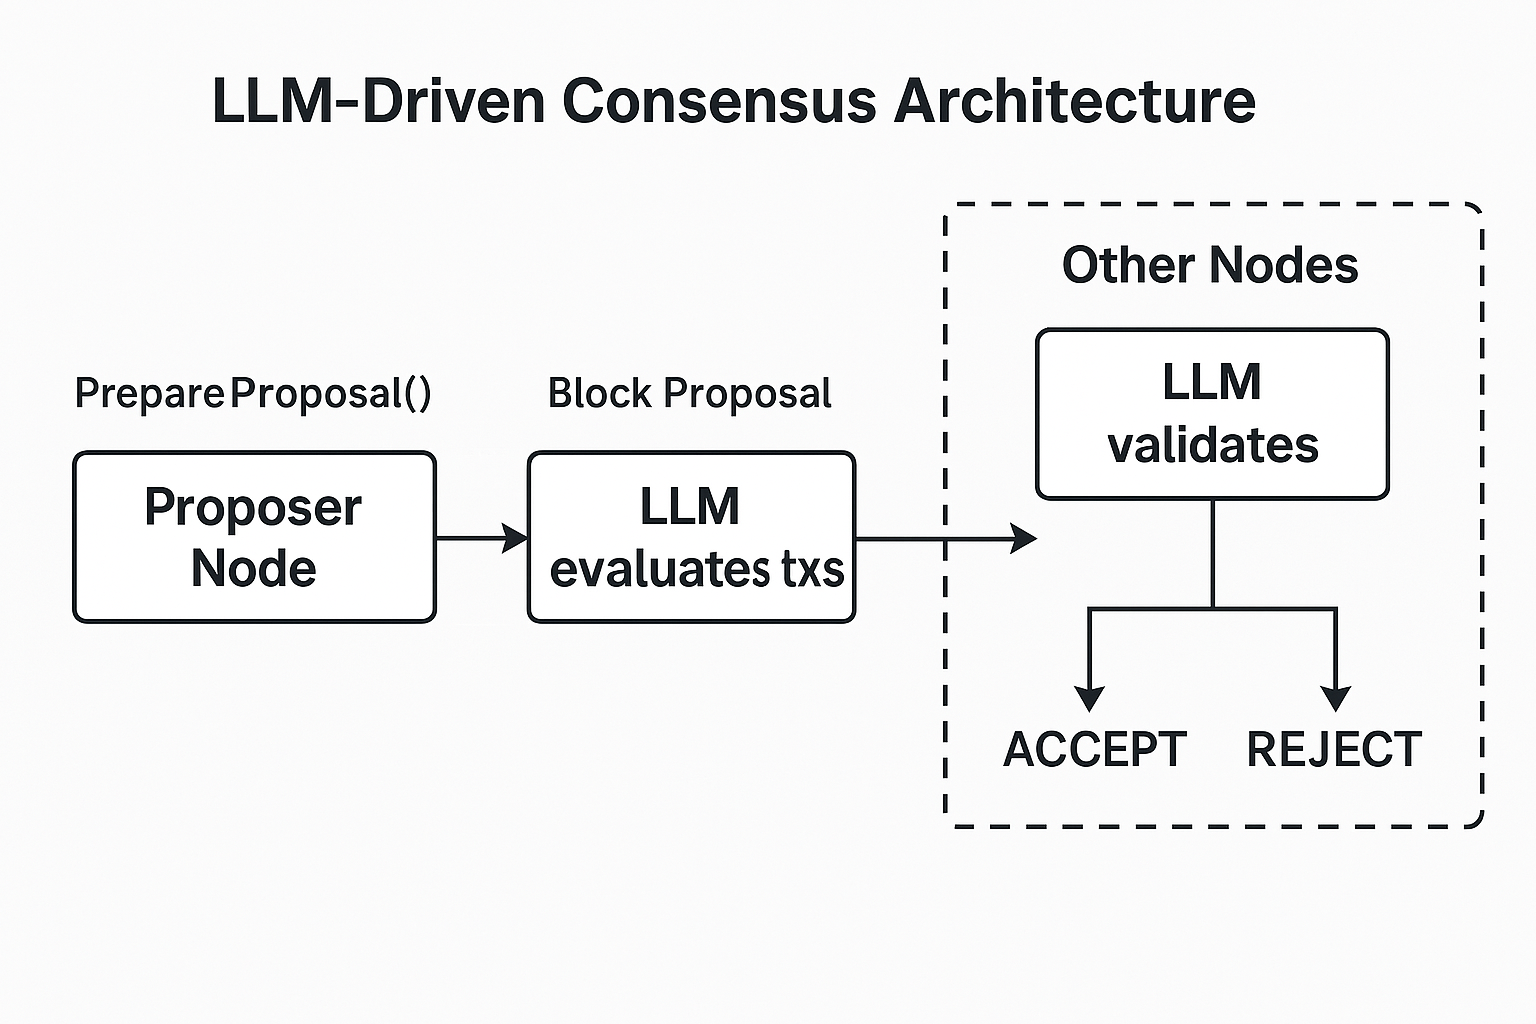 LLM-Driven Consensus Architecture
PrepareProposal()
Proposer
Node
Block Proposal
LLM
evaluates txs
Other Nodes
LLM
validates
ACCEPT
REJECT